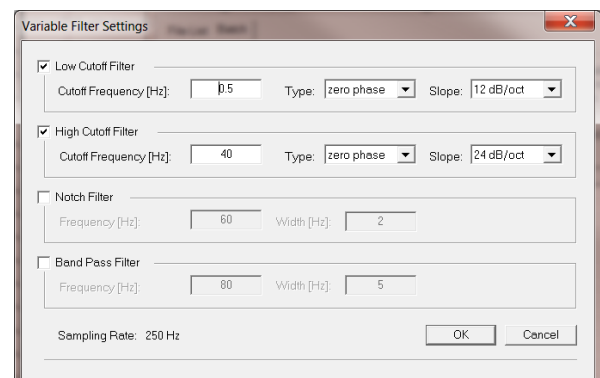 Variable Filter Settings
Low Cutoff Filter
Cutoff Frequency [Hz]: 0.5 Type: zero phase Slope: 12 dB/oct
High Cutoff Filter
Cutoff Frequency [Hz]: 40 Type: zero phase Slope: 24 dB/oct
Notch Filter
Frequency [Hz]: 60 Width [Hz]: 2
Band Pass Filter
Frequency [Hz]: 80 Width [Hz]: 5
Sampling Rate: 250 Hz OK Cancel